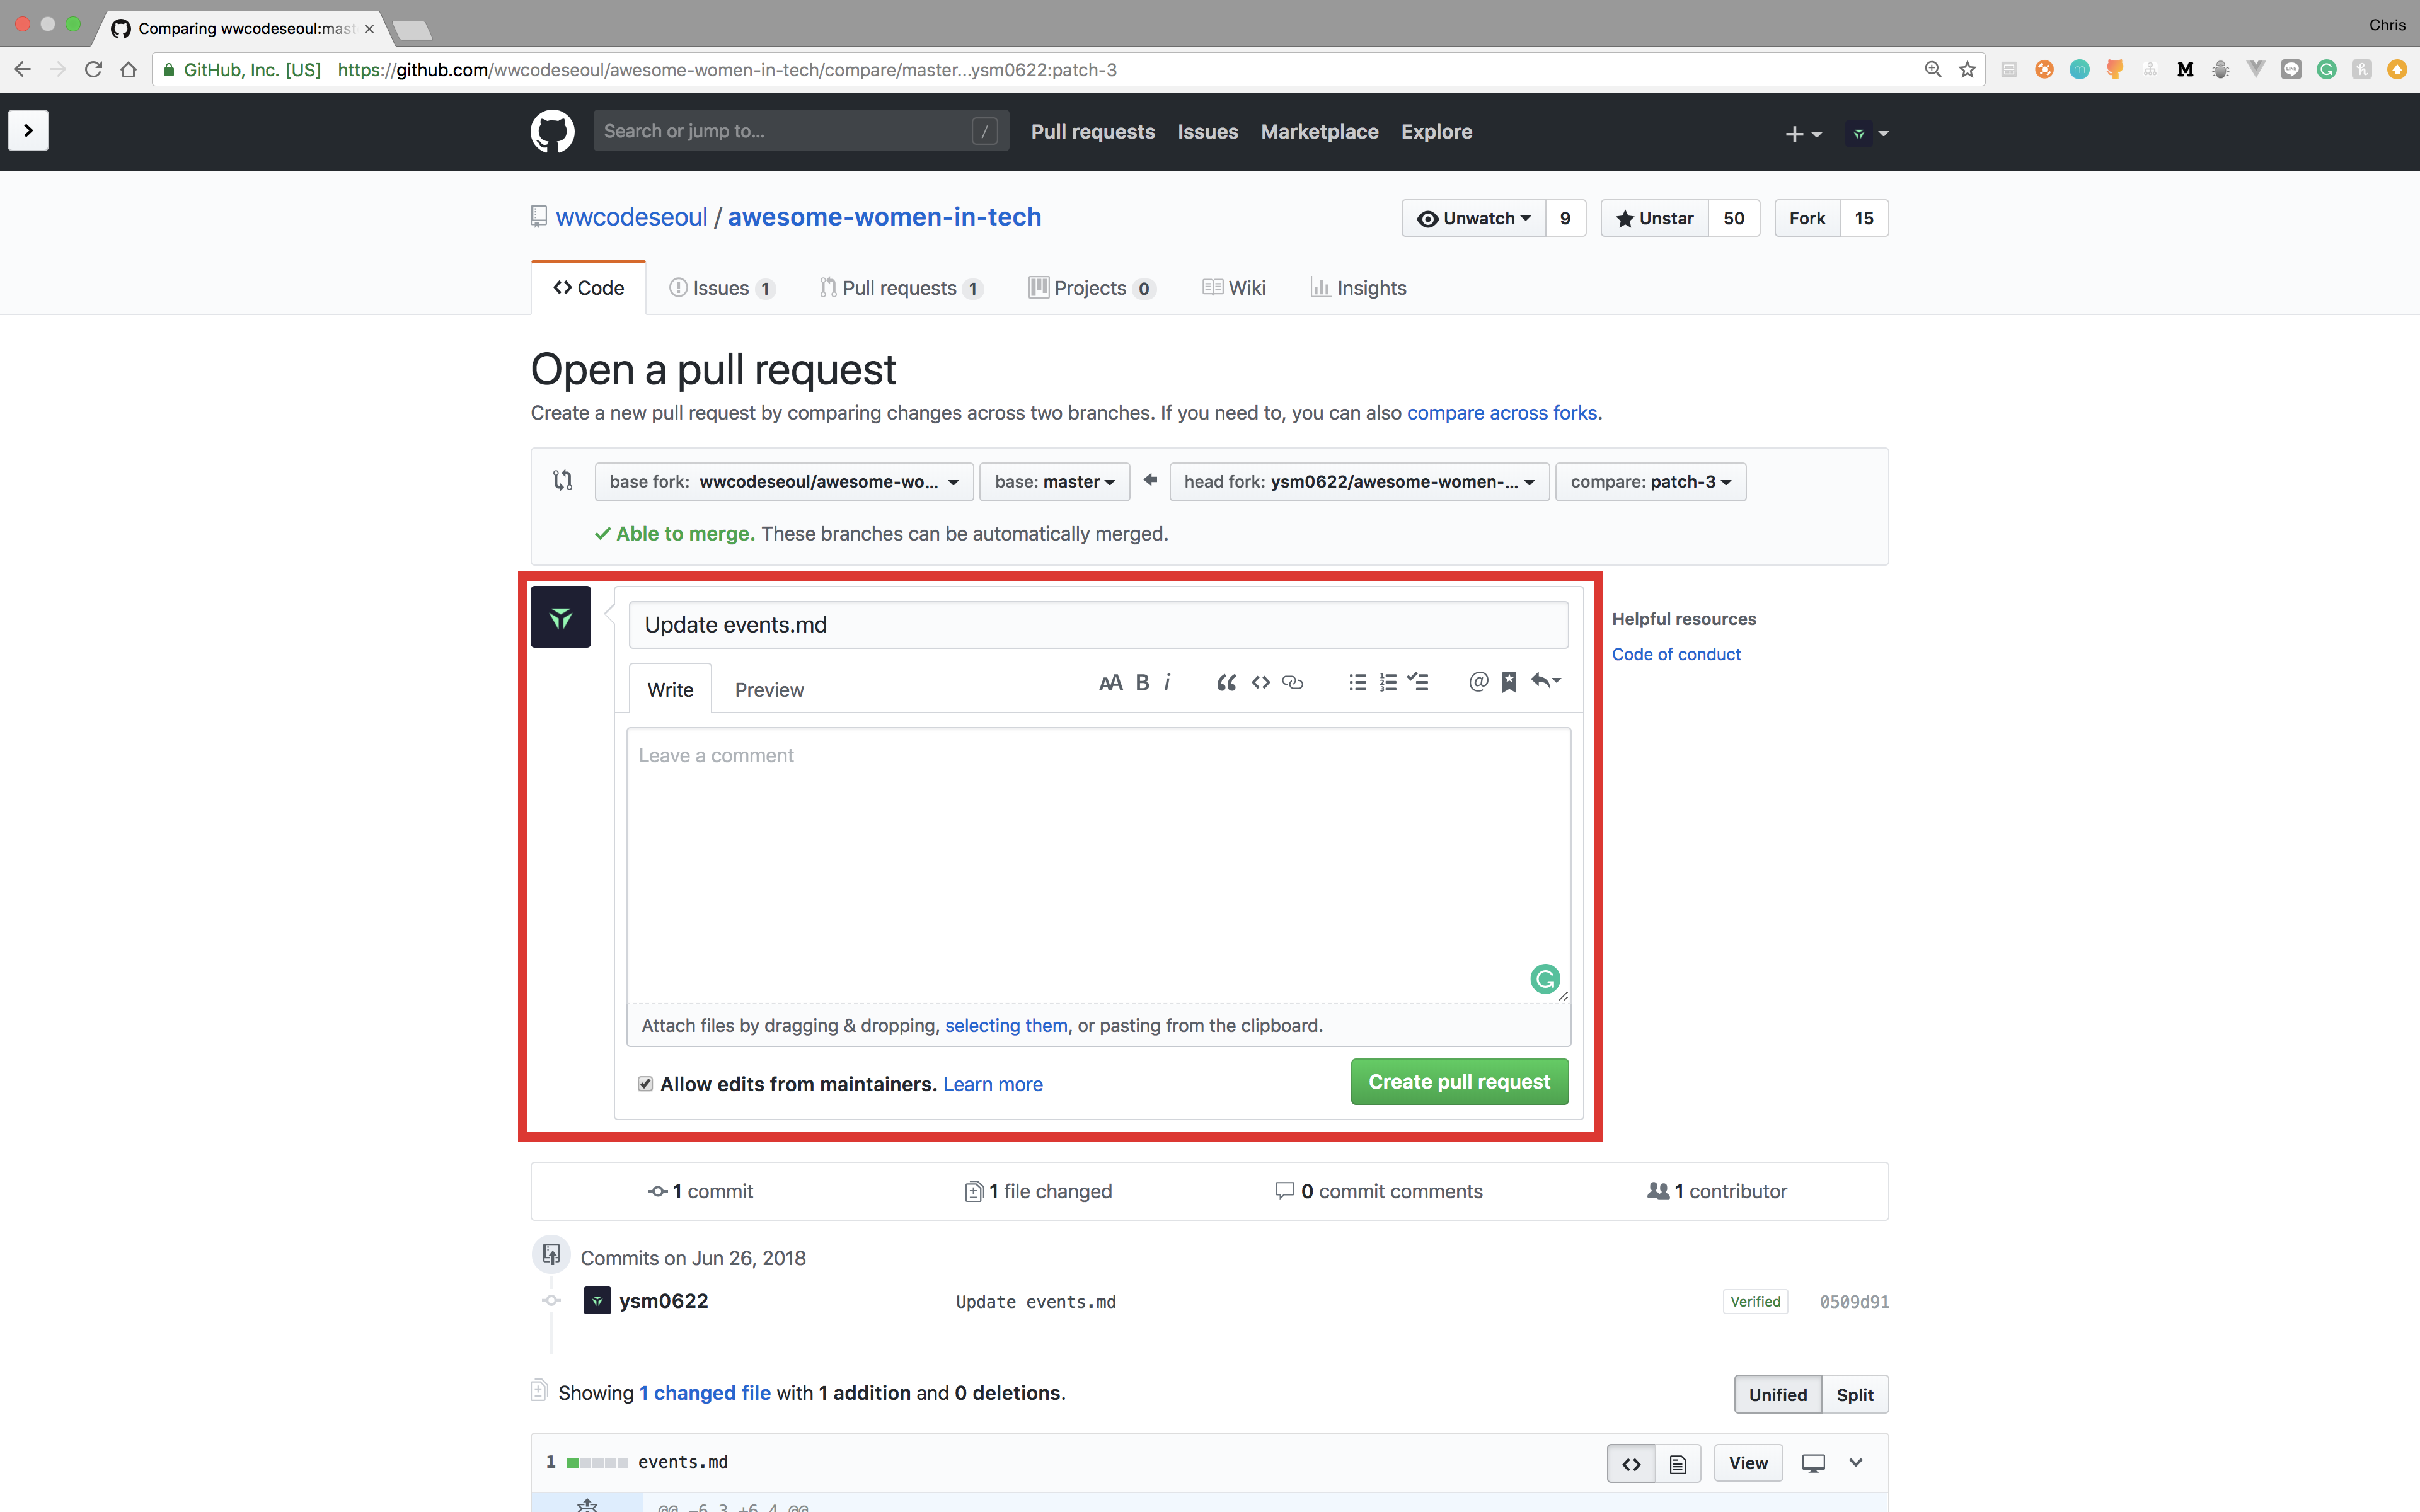 Comparing wwcodeseoul:mast
Chris
GitHub, Inc. [US] https://github.com/wwcodeseoul/awesome-women-in-tech/compare/master...ysm0622:patch-3
Search or jump to... / Pull requests Issues Marketplace Explore
wwcodeseoul / awesome-women-in-tech
Unwatch 9 Unstar 50 Fork 15
Code Issues 1 Pull requests 1 Projects 0 Wiki Insights
Open a pull request
Create a new pull request by comparing changes across two branches. If you need to, you can also compare across forks.
base fork: wwcodeseoul/awesome-wo... base: master head fork: ysm0622/awesome-women-... compare: patch-3
Able to merge. These branches can be automatically merged.
Update events.md
Helpful resources
Code of conduct
Write Preview
Leave a comment
Attach files by dragging & dropping, selecting them, or pasting from the clipboard.
Allow edits from maintainers. Learn more
Create pull request
1 commit 1 file changed 0 commit comments 1 contributor
Commits on Jun 26, 2018
ysm0622 Update events.md Verified 0509d91
Showing 1 changed file with 1 addition and 0 deletions.
Unified Split
1 events.md View
@@ -6,3 +6,4 @@